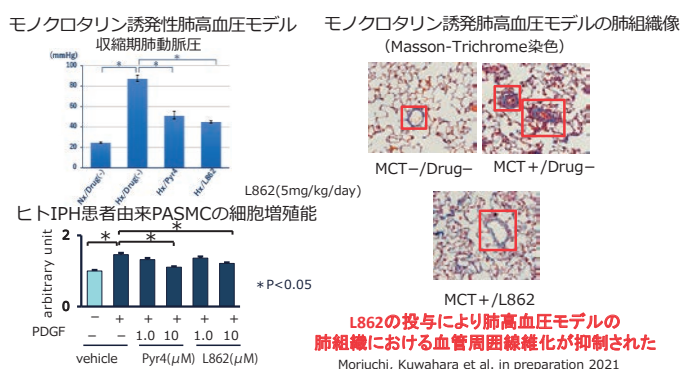 モノクロタリン誘発性肺高血圧モデル
収縮期肺動脈圧
(mmHg)
100
80
60
40
20
0
* * *
Nx/Drug(-)
Hx/Drug(-)
Hx/Pyr4
Hx/L862
L862(5mg/kg/day)
ヒトIPH患者由来PASMCの細胞増殖能
arbitrary unit
2
1
0
* * *
*P<0.05
PDGF
− + + + + +
− − 1.0 10 1.0 10
vehicle Pyr4(μM) L862(μM)
モノクロタリン誘発肺高血圧モデルの肺組織像
(Masson-Trichrome染色)
MCT−/Drug−
MCT+/Drug−
MCT+/L862
L862の投与により肺高血圧モデルの
肺組織における血管周囲線維化が抑制された
Moriuchi, Kuwahara et al. in preparation 2021